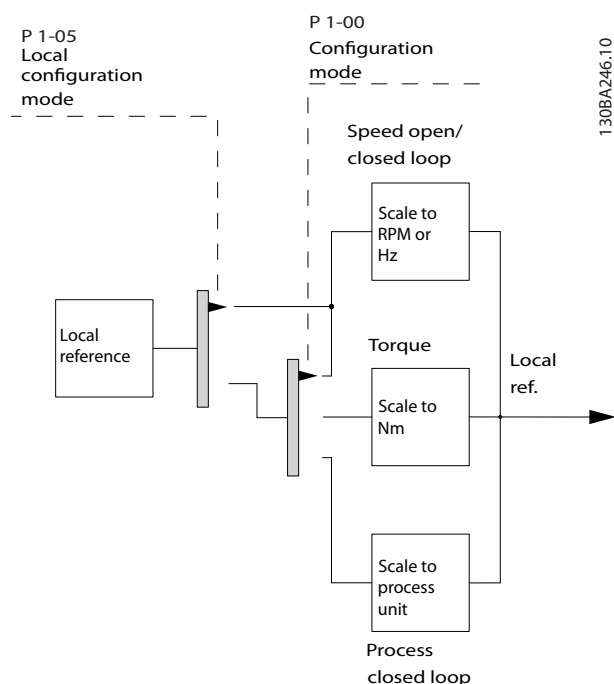 P 1-05
Local
configuration
mode
P 1-00
Configuration
mode
130BA246.10
Speed open/
closed loop
Scale to
RPM or
Hz
Local
reference
Torque
Scale to
Nm
Local
ref.
Scale to
process
unit
Process
closed loop